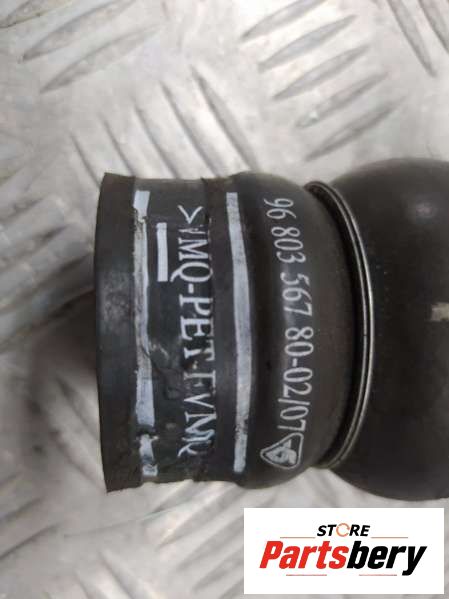 >VMQ-PET-FVMQ
96 803 567 80-02/07
STORE
Partsbery